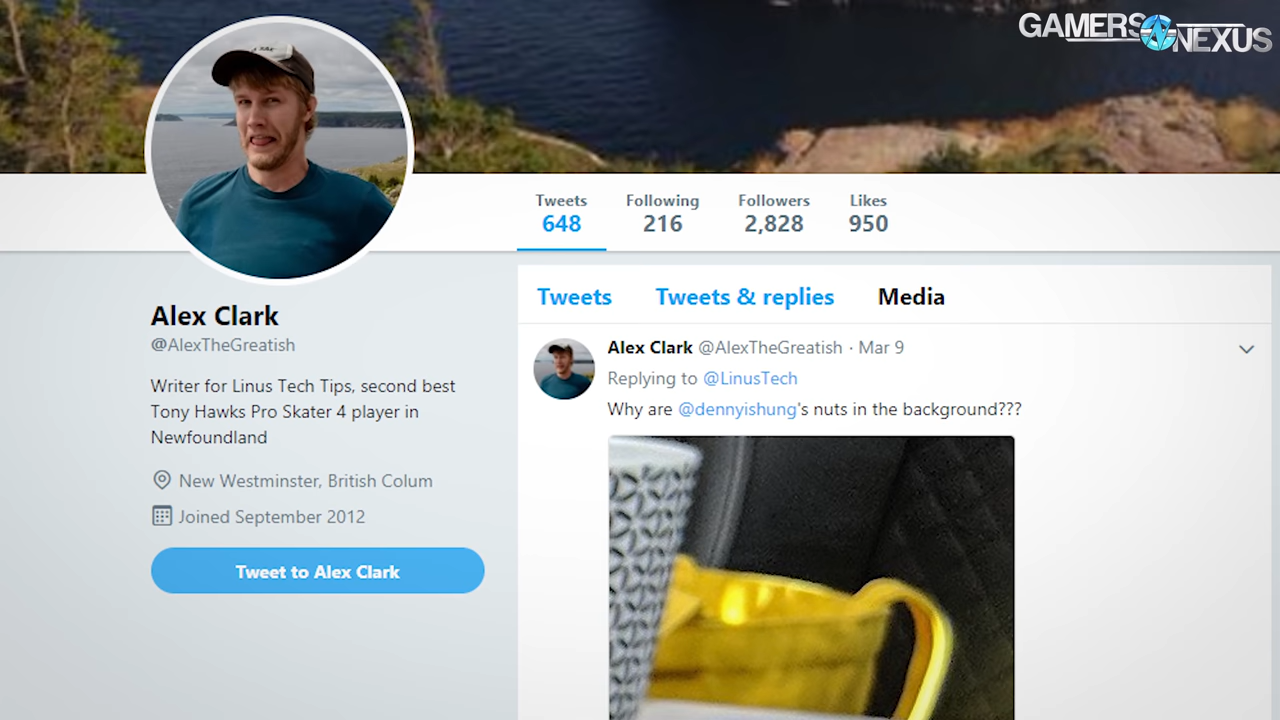 GAMERS NEXUS
Tweets Following Followers Likes
648 216 2,828 950
Tweets Tweets & replies Media
Alex Clark
@AlexTheGreatish
Writer for Linus Tech Tips, second best
Tony Hawks Pro Skater 4 player in
Newfoundland
New Westminster, British Colum
Joined September 2012
Tweet to Alex Clark
Alex Clark @AlexTheGreatish · Mar 9
Replying to @LinusTech
Why are @dennyishung's nuts in the background???